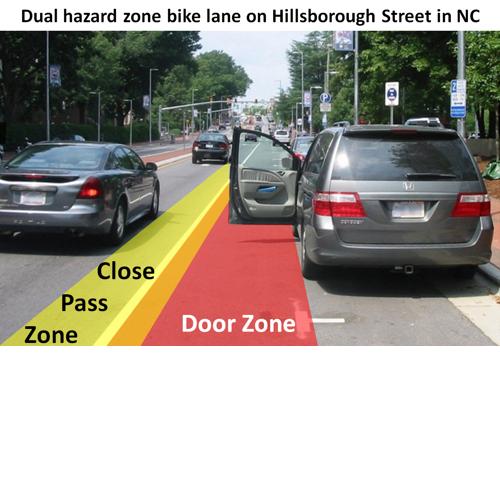 Dual hazard zone bike lane on Hillsborough Street in NC
Close
Pass
Zone
Door Zone